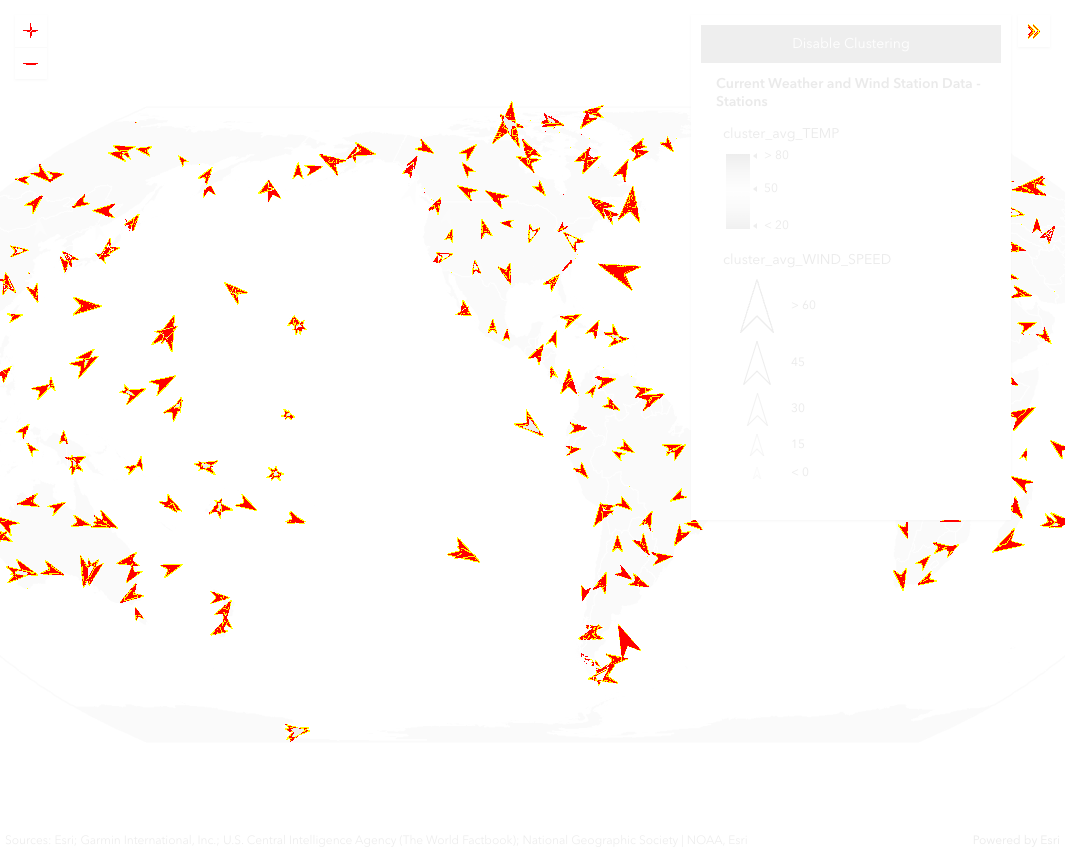 Disable Clustering
Current Weather and Wind Station Data -
Stations
cluster_avg_TEMP
> 80
50
< 20
cluster_avg_WIND_SPEED
> 60
45
30
15
< 0
Sources: Esri; Garmin International, Inc.; U.S. Central Intelligence Agency (The World Factbook); National Geographic Society | NOAA, Esri
Powered by Esri